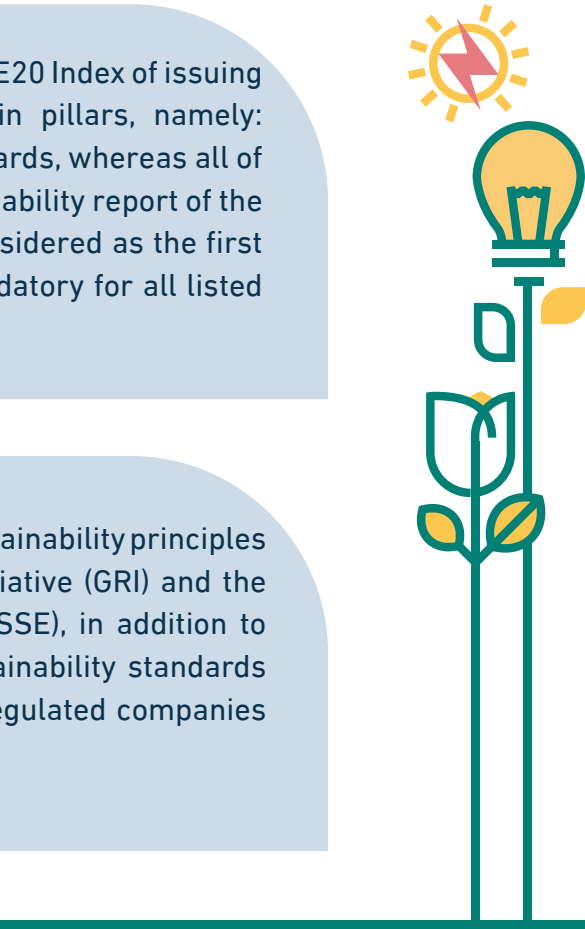 E20 Index of issuing
in pillars, namely:
ards, whereas all of
ability report of the
sidered as the first
datory for all listed
ainability principles
iative (GRI) and the
SSE), in addition to
ainability standards
egulated companies